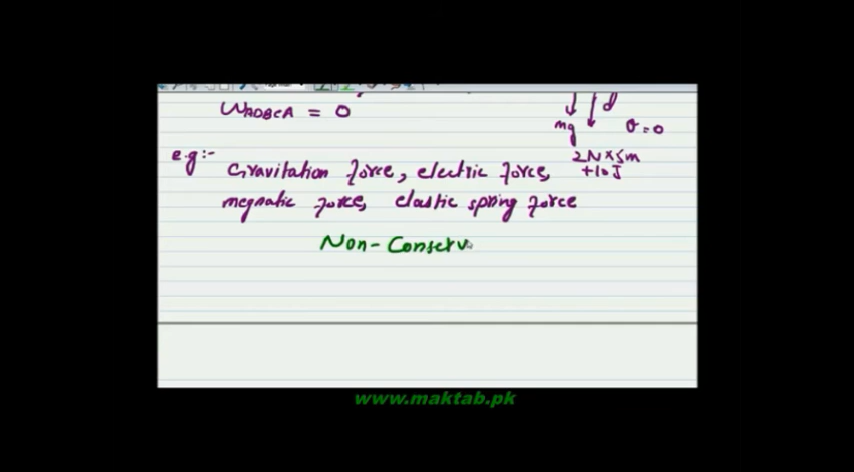 WADBCA = 0
d
mg θ = 0
e.g:- Gravitation force, electric force, 2N x 5m
+10J
megnatic force, elastic spring force
Non-Conserv
www.maktab.pk